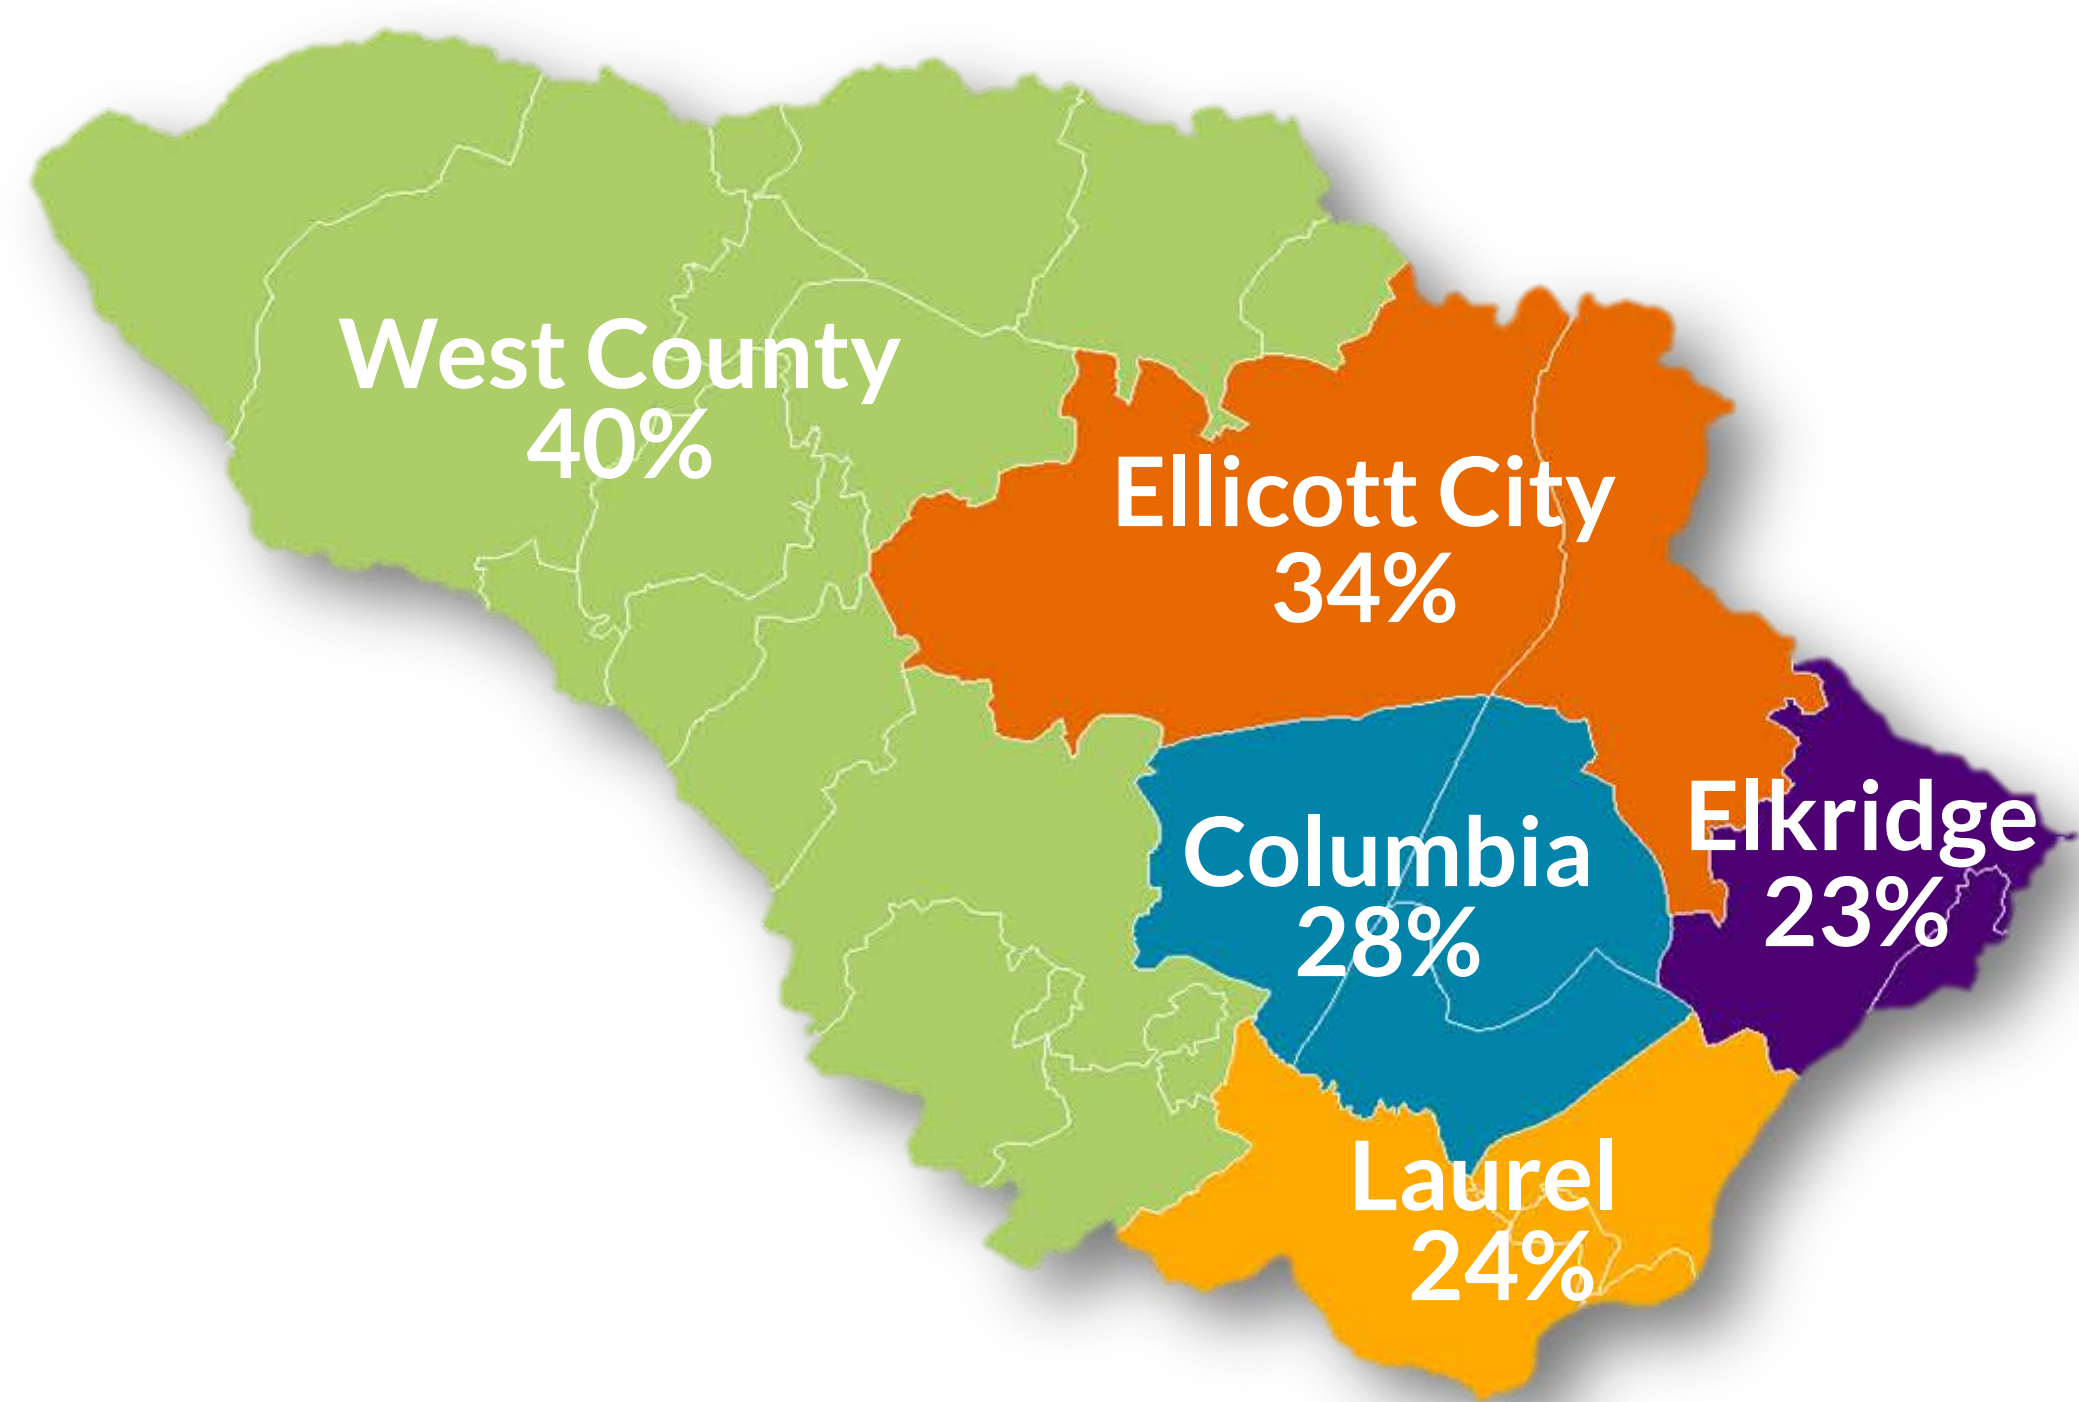 West County
40%
Ellicott City
34%
Columbia
28%
Elkridge
23%
Laurel
24%